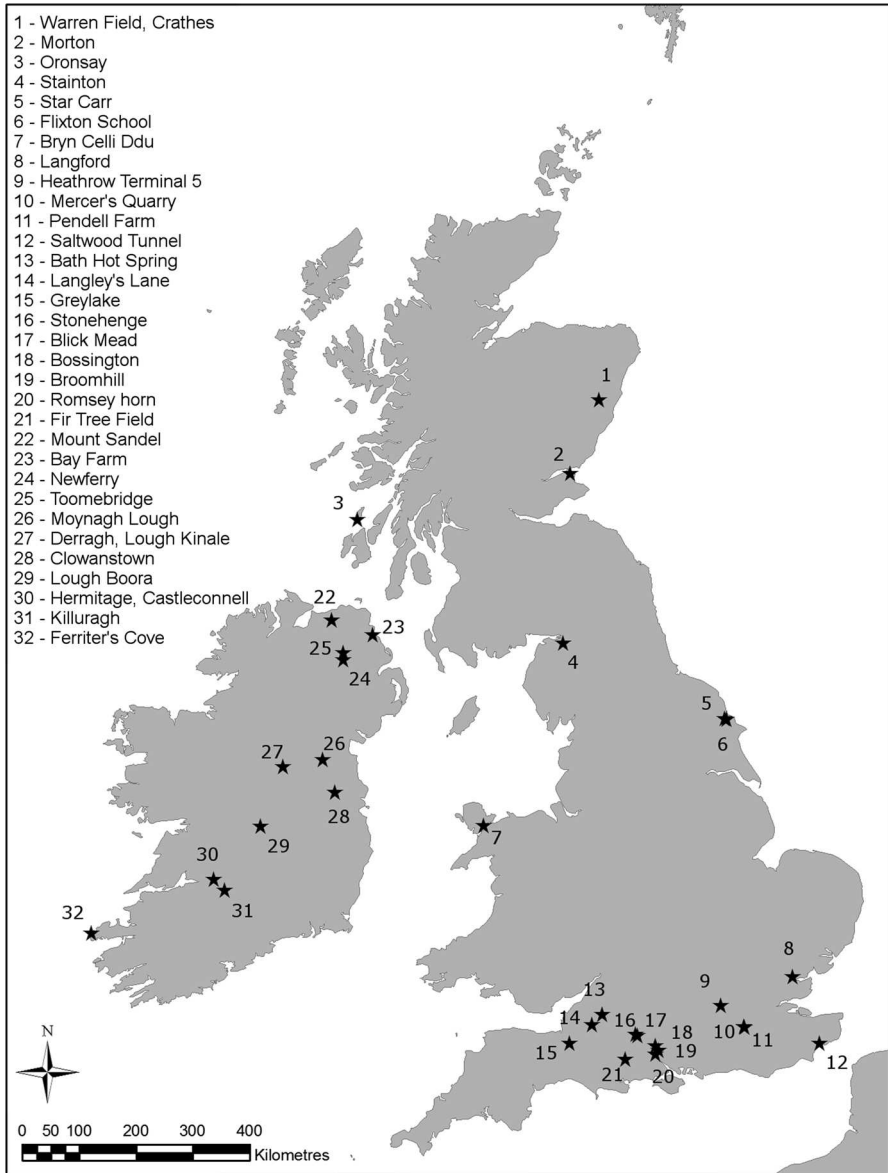 1 - Warren Field, Crathes
2 - Morton
3 - Oronsay
4 - Stainton
5 - Star Carr
6 - Flixton School
7 - Bryn Celli Ddu
8 - Langford
9 - Heathrow Terminal 5
10 - Mercer's Quarry
11 - Pendell Farm
12 - Saltwood Tunnel
13 - Bath Hot Spring
14 - Langley's Lane
15 - Greylake
16 - Stonehenge
17 - Blick Mead
18 - Bossington
19 - Broomhill
20 - Romsey horn
21 - Fir Tree Field
22 - Mount Sandel
23 - Bay Farm
24 - Newferry
25 - Toomebridge
26 - Moynagh Lough
27 - Derragh, Lough Kinale
28 - Clowanstown
29 - Lough Boora
30 - Hermitage, Castleconnell
31 - Killuragh
32 - Ferriter's Cove
1
2
3
22
23
25
24
4
5
6
26
27
28
7
29
30
31
32
8
9
13
14
16 17
18
10 11
15
19
12
21
20
N
0 50 100 200 300 400
Kilometres